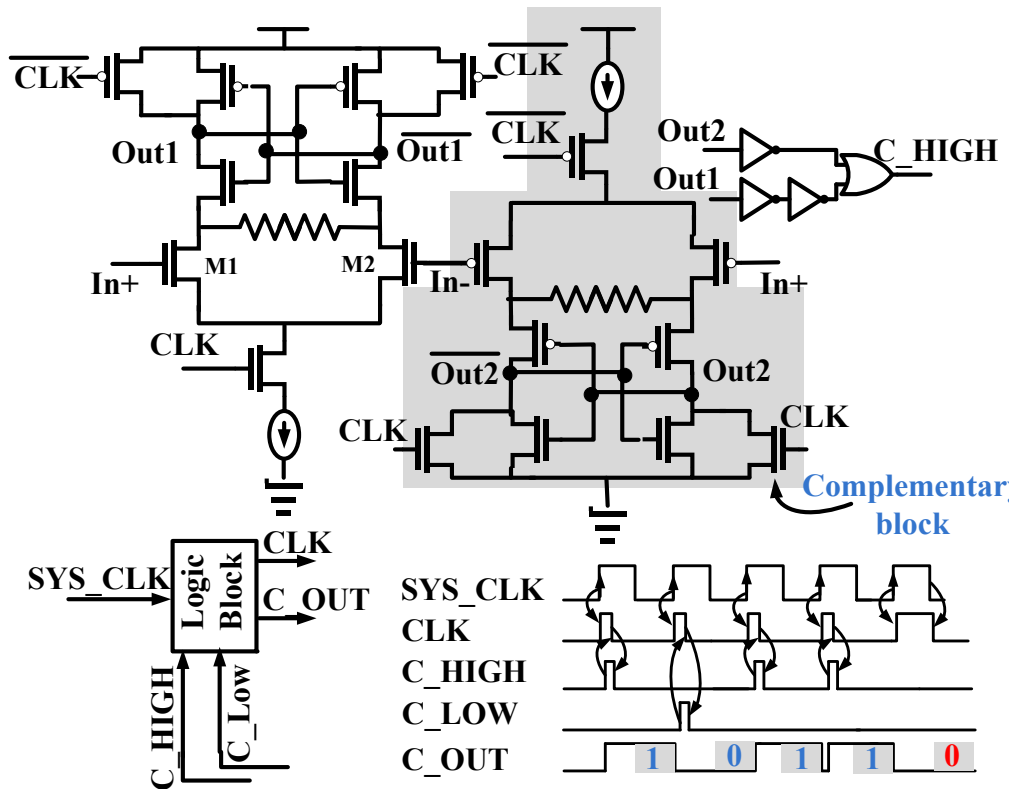 CLK
CLK
CLK
Out2
C_HIGH
Out1
Out1
Out1
M1
M2
In+
In-
In+
CLK
Out2
Out2
CLK
CLK
Complementary
block
SYS_CLK
Logic
Block
CLK
C_OUT
C_HIGH
C_Low
SYS_CLK
CLK
C_HIGH
C_LOW
C_OUT
1
0
1
1
0